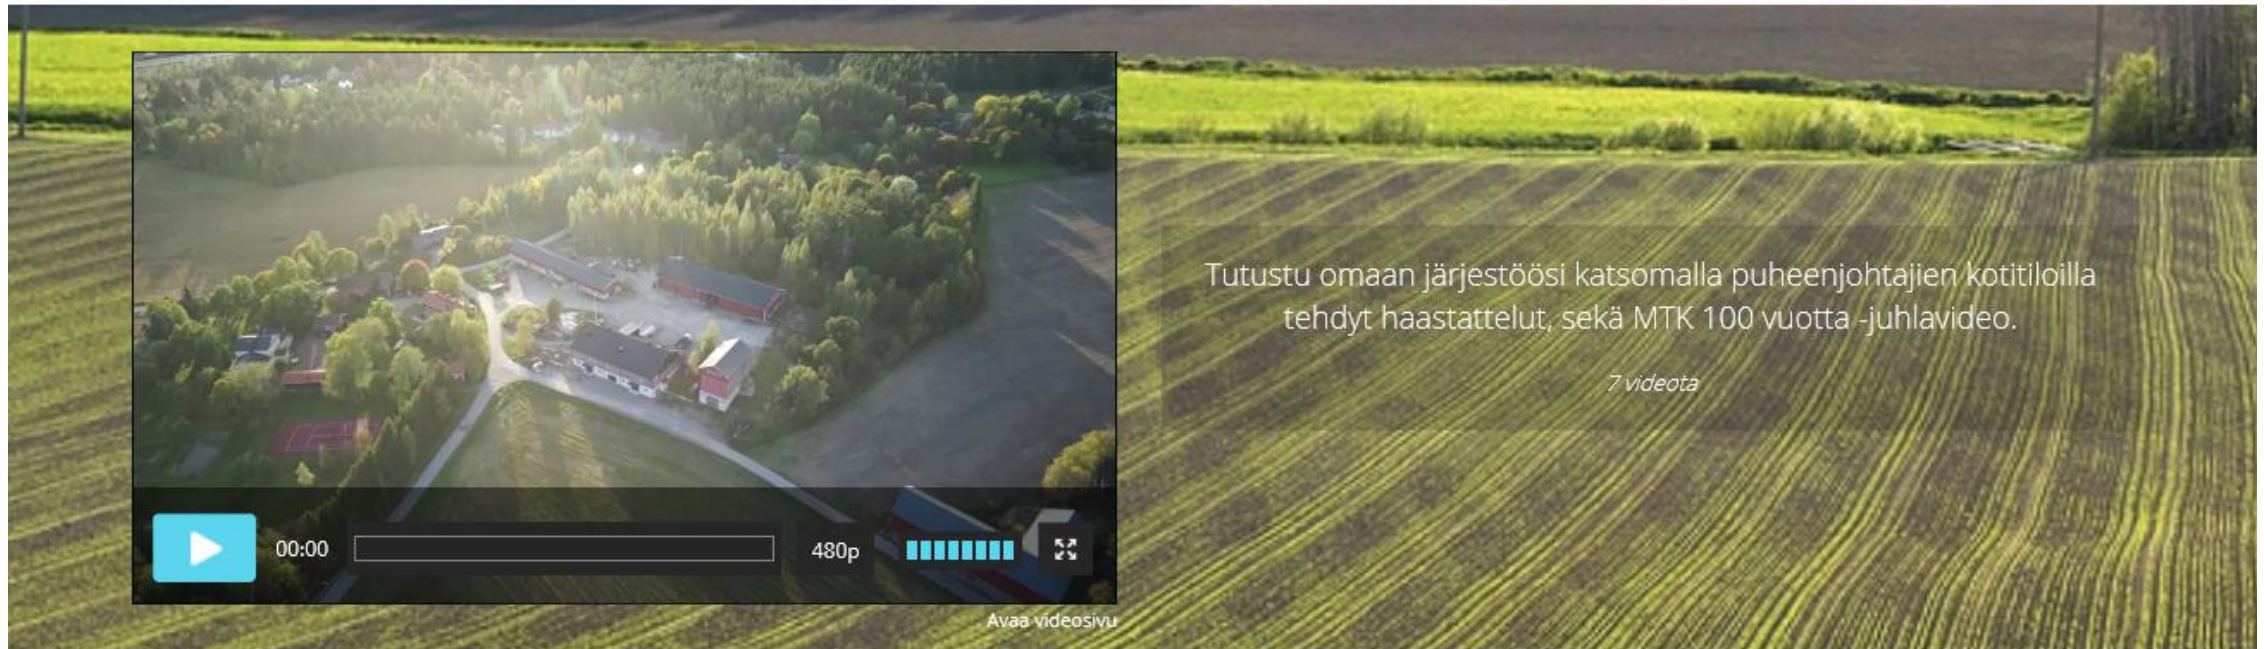 Tutustu omaan järjestöösi katsomalla puheenjohtajien kotitiloilla
tehdyt haastattelut, sekä MTK 100 vuotta -juhlavideo.
7 videota
00:00
480p
Avaa videosivu